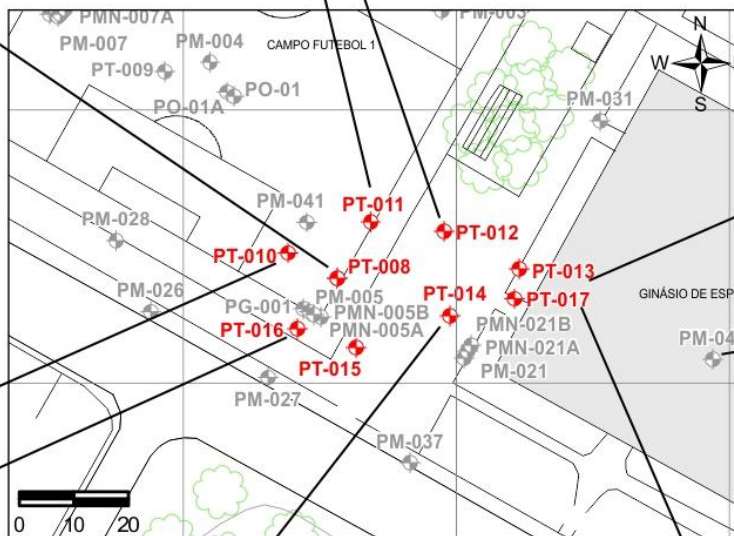 PMN-007A
PM-003
N
PM-007
PM-004
CAMPO FUTEBOL 1
W
E
PT-009
PO-01
PO-01A
S
PM-031
PM-041
PT-011
PM-028
PT-012
PT-010
PT-008
PT-013
PM-026
PG-001
PM-005
PT-014
PT-017
GINÁSIO DE ESP
PMN-005B
PT-016
PMN-005A
PMN-021B
PT-015
PMN-021A
PM-04
PM-021
PM-027
PM-037
0 10 20